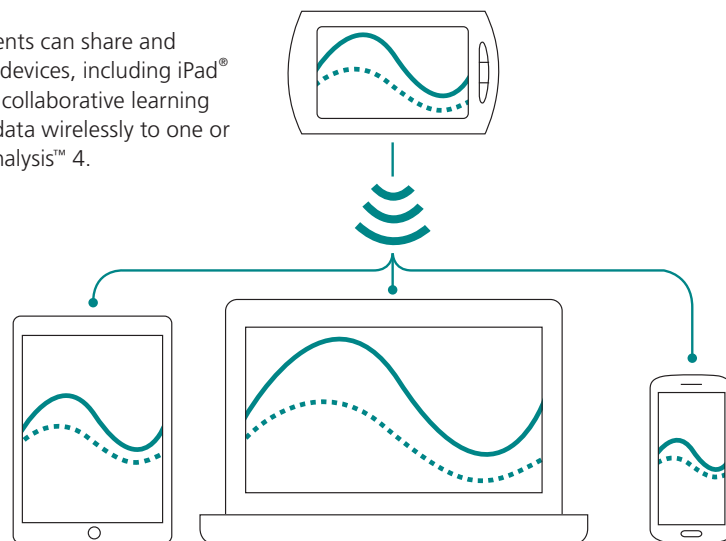 ents can share and
devices, including iPad®
collaborative learning
data wirelessly to one or
nalysis™ 4.